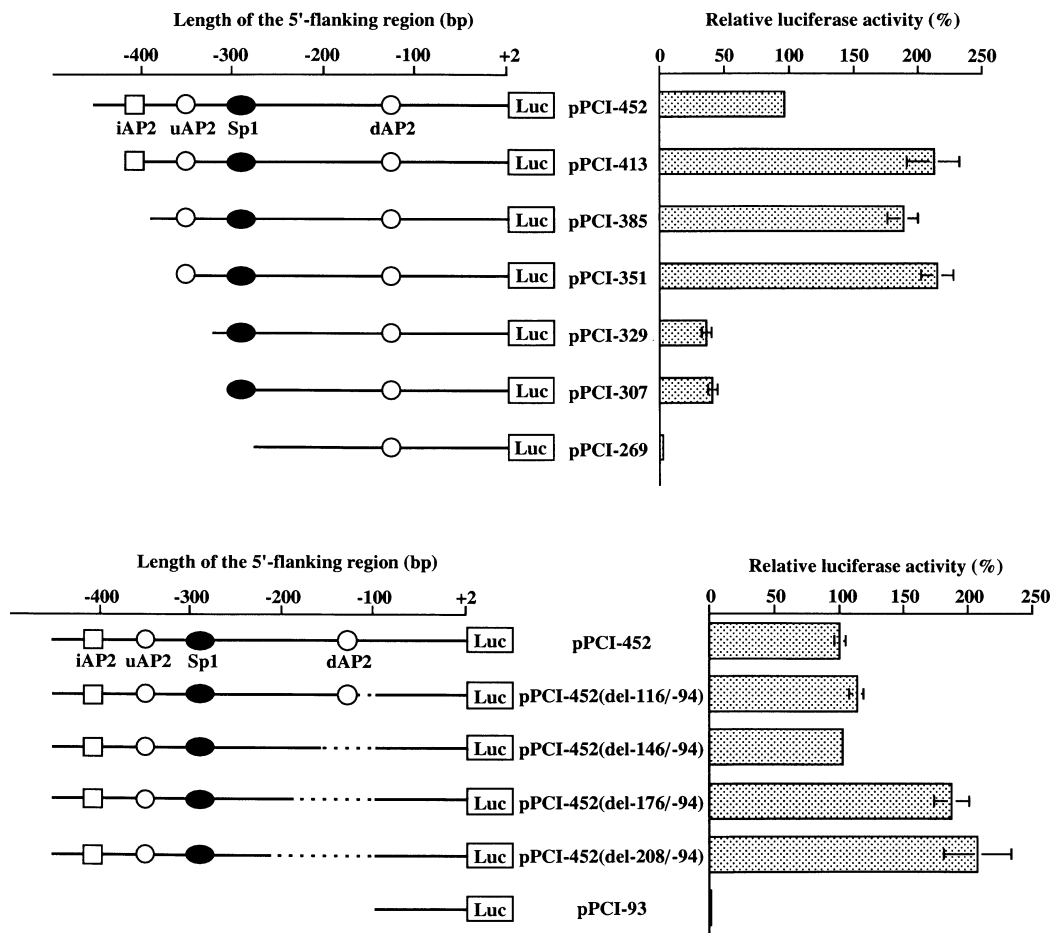 Length of the 5'-flanking region (bp)
Relative luciferase activity (%)
-400 -300 -200 -100 +2
0 50 100 150 200 250
Luc pPCI-452
iAP2 uAP2 Sp1 dAP2
Luc pPCI-413
Luc pPCI-385
Luc pPCI-351
Luc pPCI-329
Luc pPCI-307
Luc pPCI-269
Length of the 5'-flanking region (bp)
Relative luciferase activity (%)
-400 -300 -200 -100 +2
0 50 100 150 200 250
Luc pPCI-452
iAP2 uAP2 Sp1 dAP2
Luc pPCI-452(del-116/-94)
Luc pPCI-452(del-146/-94)
Luc pPCI-452(del-176/-94)
Luc pPCI-452(del-208/-94)
Luc pPCI-93